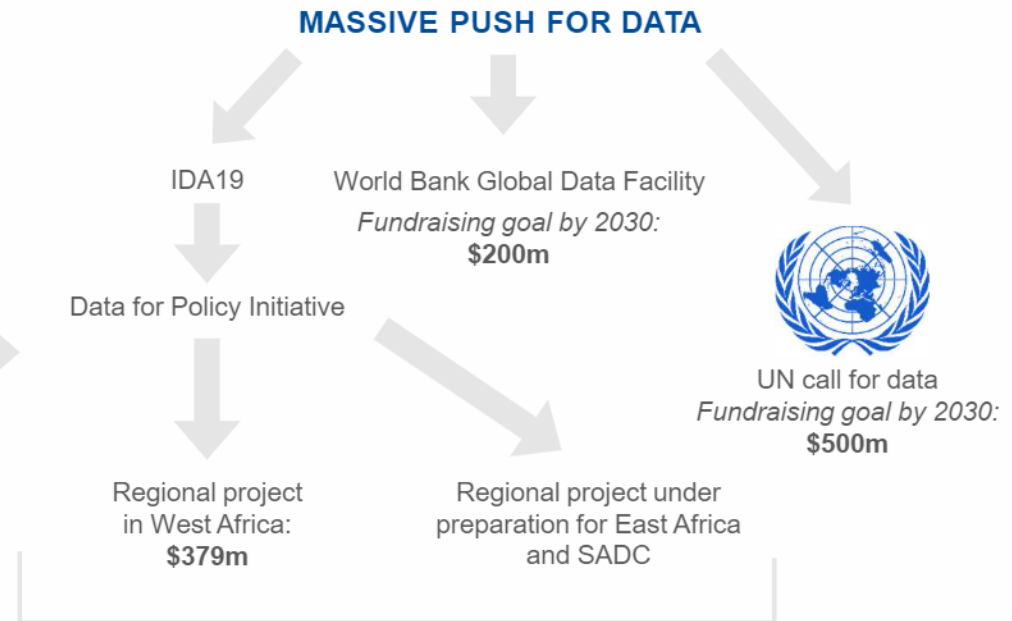 MASSIVE PUSH FOR DATA
IDA19
World Bank Global Data Facility
Fundraising goal by 2030:
$200m
Data for Policy Initiative
UN call for data
Fundraising goal by 2030:
$500m
Regional project
in West Africa:
$379m
Regional project under
preparation for East Africa
and SADC